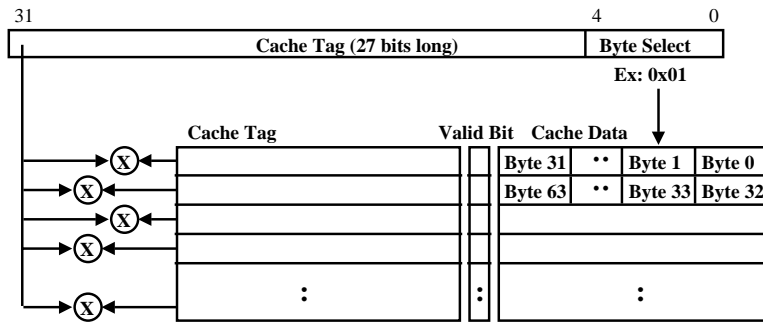 31 4 0
Cache Tag (27 bits long) Byte Select
Ex: 0x01
Cache Tag Valid Bit Cache Data
X Byte 31 : Byte 1 Byte 0
X Byte 63 : Byte 33 Byte 32
X
X
X : : :